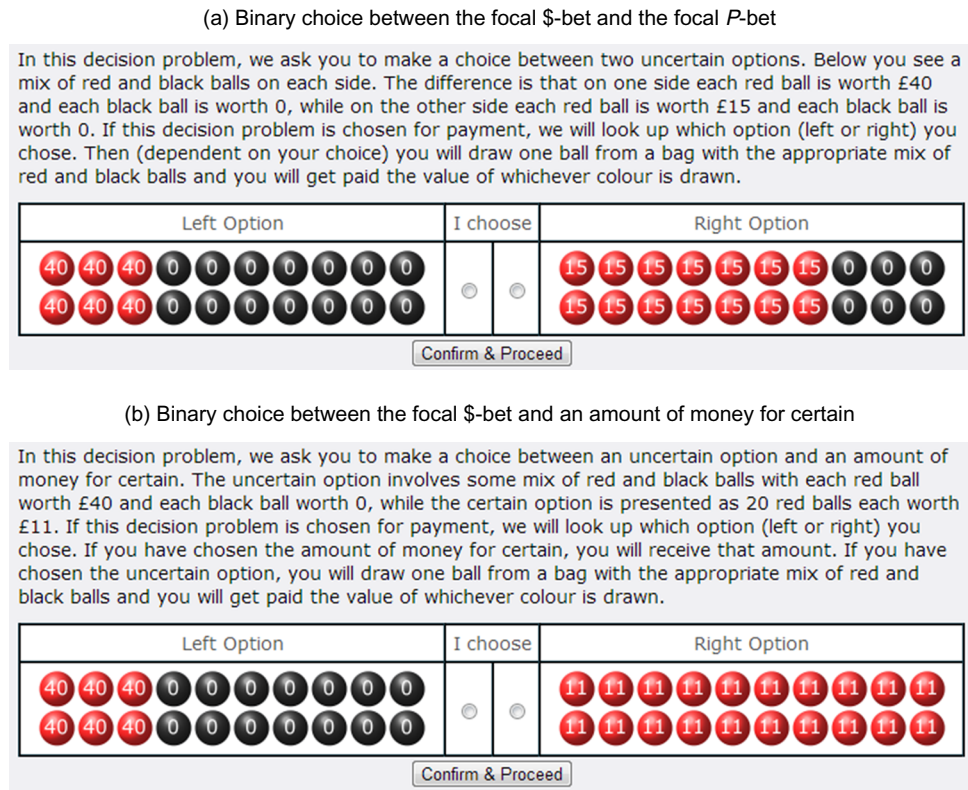 (a) Binary choice between the focal $-bet and the focal P-bet
In this decision problem, we ask you to make a choice between two uncertain options. Below you see a
mix of red and black balls on each side. The difference is that on one side each red ball is worth £40
and each black ball is worth 0, while on the other side each red ball is worth £15 and each black ball is
worth 0. If this decision problem is chosen for payment, we will look up which option (left or right) you
chose. Then (dependent on your choice) you will draw one ball from a bag with the appropriate mix of
red and black balls and you will get paid the value of whichever colour is drawn.
Left Option I choose Right Option
40 40 40 0 0 0 0 0 0 0 15 15 15 15 15 15 15 0 0 0
40 40 40 0 0 0 0 0 0 0 15 15 15 15 15 15 15 0 0 0
Confirm & Proceed
(b) Binary choice between the focal $-bet and an amount of money for certain
In this decision problem, we ask you to make a choice between an uncertain option and an amount of
money for certain. The uncertain option involves some mix of red and black balls with each red ball
worth £40 and each black ball worth 0, while the certain option is presented as 20 red balls each worth
£11. If this decision problem is chosen for payment, we will look up which option (left or right) you
chose. If you have chosen the amount of money for certain, you will receive that amount. If you have
chosen the uncertain option, you will draw one ball from a bag with the appropriate mix of red and
black balls and you will get paid the value of whichever colour is drawn.
Left Option I choose Right Option
40 40 40 0 0 0 0 0 0 0 11 11 11 11 11 11 11 11 11 11
40 40 40 0 0 0 0 0 0 0 11 11 11 11 11 11 11 11 11 11
Confirm & Proceed